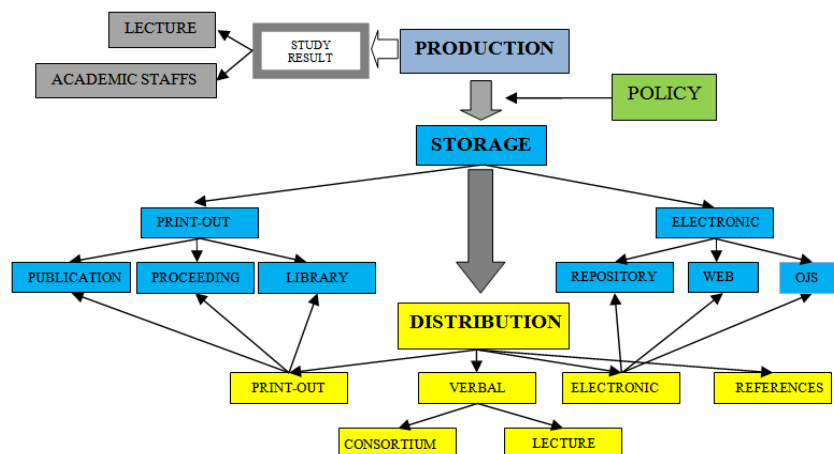 LECTURE
STUDY
RESULT
PRODUCTION
ACADEMIC STAFFS
POLICY
STORAGE
PRINT-OUT
ELECTRONIC
PUBLICATION
PROCEEDING
LIBRARY
REPOSITORY
WEB
OJS
DISTRIBUTION
PRINT-OUT
VERBAL
ELECTRONIC
REFERENCES
CONSORTIUM
LECTURE